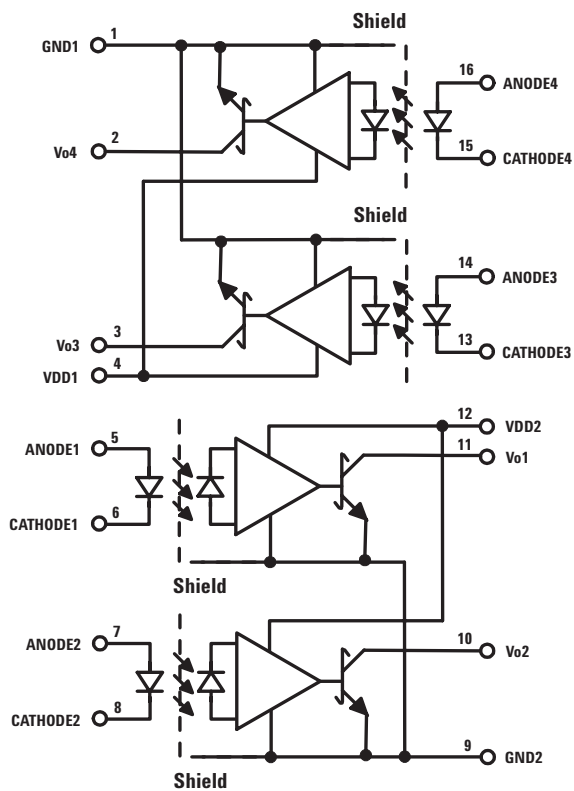 Shield
GND1 1
16 ANODE4
2
Vo4
15 CATHODE4
Shield
14 ANODE3
3
Vo3
13 CATHODE3
4
VDD1
12 VDD2
ANODE1 5
11 Vo1
CATHODE1 6
Shield
ANODE2 7
10 Vo2
CATHODE2 8
9 GND2
Shield